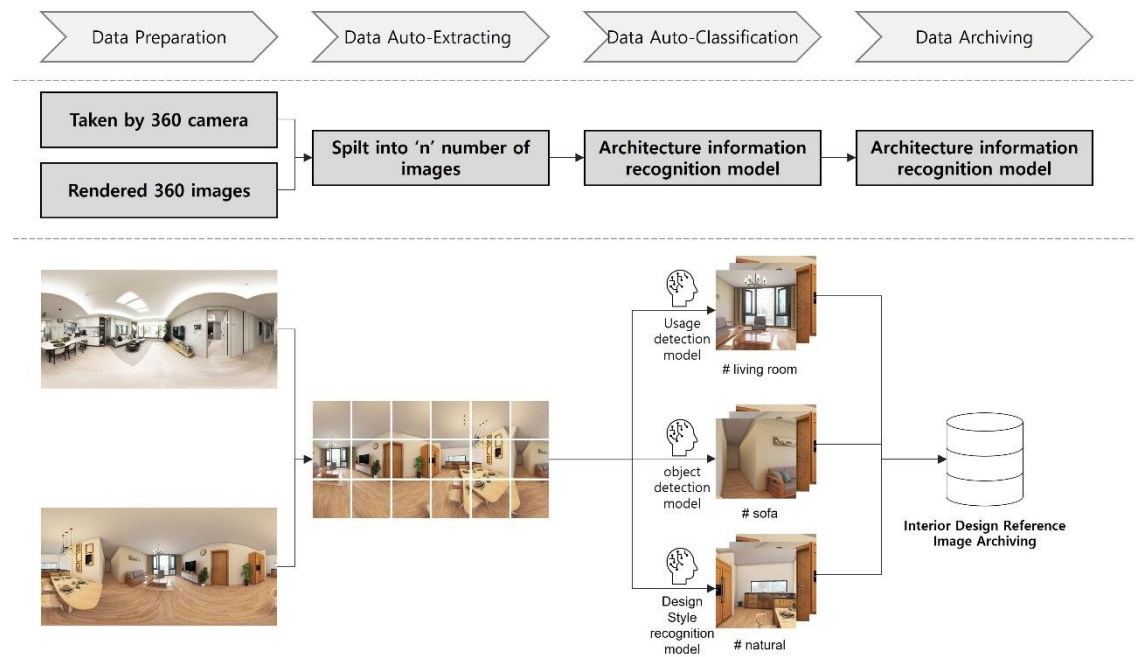 Data Preparation
Data Auto-Extracting
Data Auto-Classification
Data Archiving
Taken by 360 camera
Rendered 360 images
Spilt into ‘n’ number of
images
Architecture information
recognition model
Architecture information
recognition model
Usage
detection
model
# living room
object
detection
model
# sofa
Design
Style
recognition
model
# natural
Interior Design Reference
Image Archiving